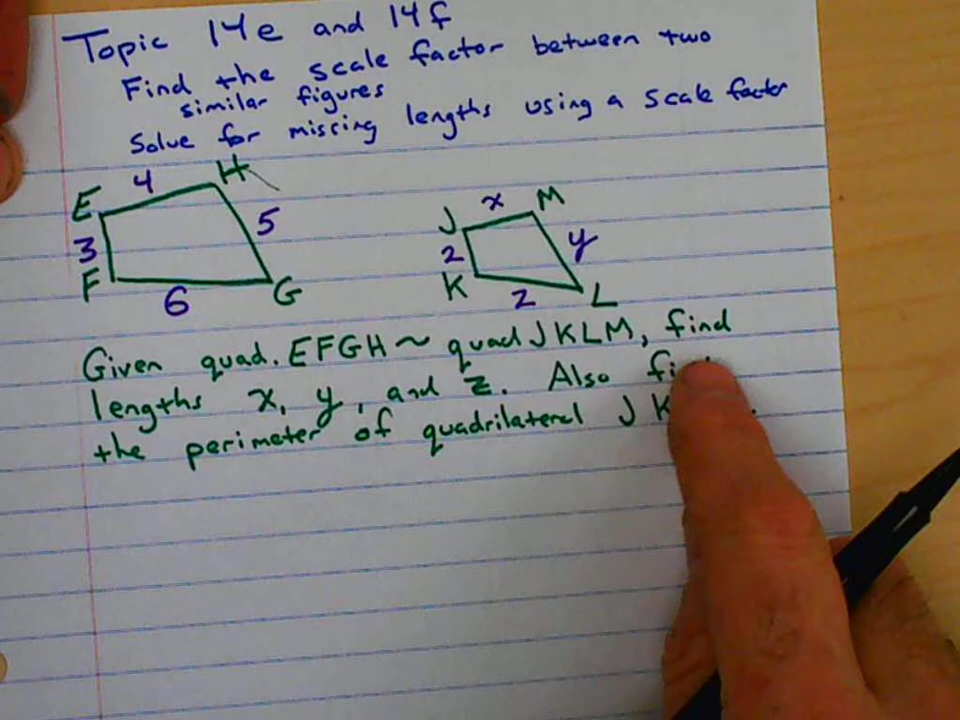 Topic 14e and 14f
Find the scale factor between two
similar figures
Solve for missing lengths using a scale factor
E 4 H
3 5
F 6 G
J x M
2 y
K z L
Given quad. EFGH ~ quad JKLM, find
lengths x, y, and z. Also
the perimeter of quadrilateral J K